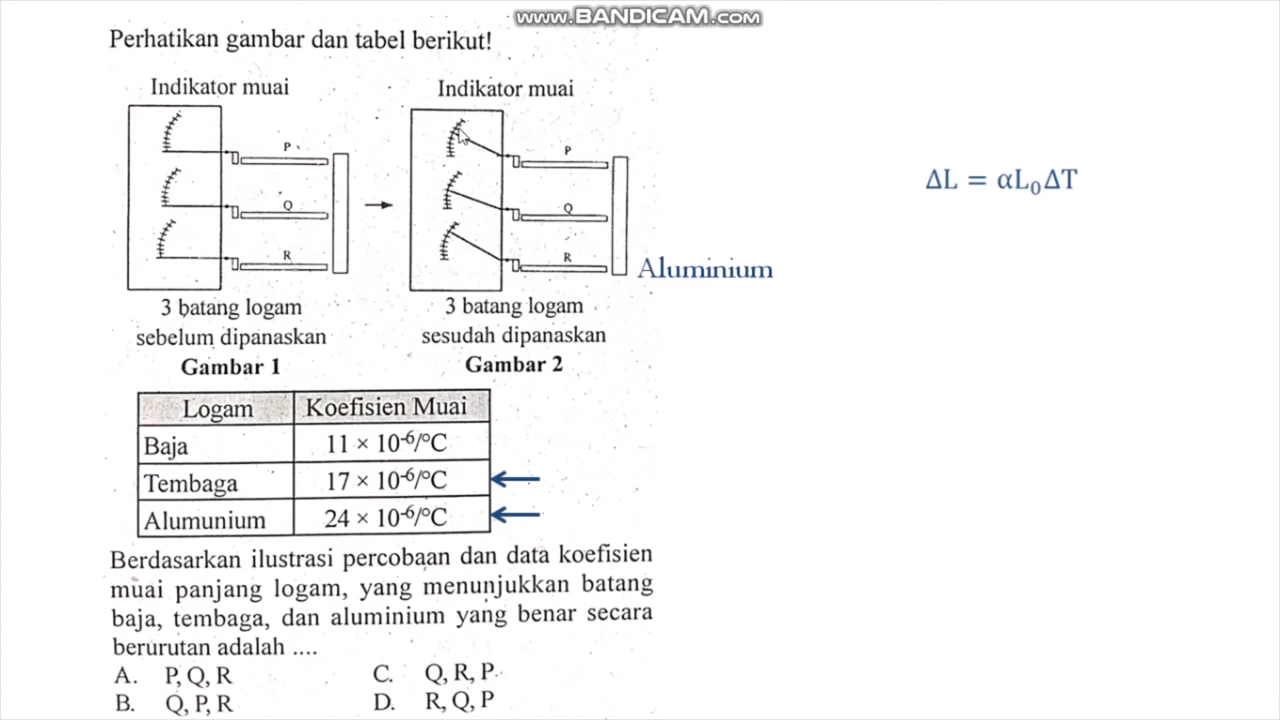 www.BANDICAM.com
Perhatikan gambar dan tabel berikut!
Indikator muai
Indikator muai
P
Q
R
P
Q
R
ΔL = αL₀ΔT
Aluminium
3 batang logam
sebelum dipanaskan
Gambar 1
3 batang logam
sesudah dipanaskan
Gambar 2
Logam Koefisien Muai
Baja 11 × 10⁻⁶/°C
Tembaga 17 × 10⁻⁶/°C
Alumunium 24 × 10⁻⁶/°C
Berdasarkan ilustrasi percobaan dan data koefisien
muai panjang logam, yang menunjukkan batang
baja, tembaga, dan aluminium yang benar secara
berurutan adalah ....
A. P, Q, R
C. Q, R, P
B. Q, P, R
D. R, Q, P